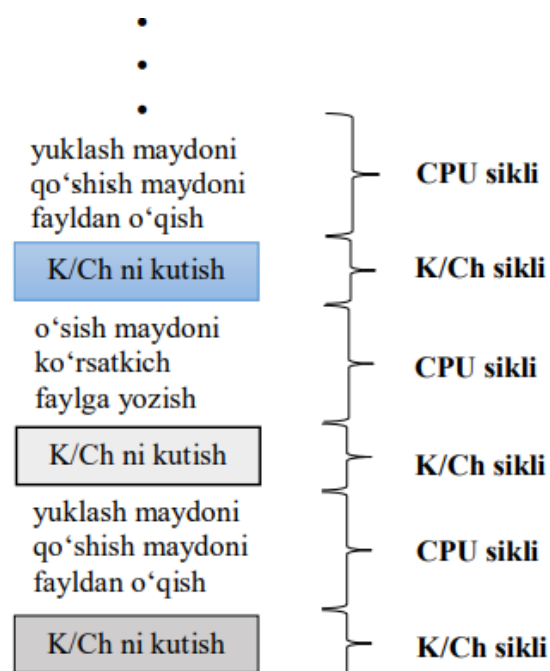 yuklash maydoni
qo‘shish maydoni
fayldan o‘qish
CPU sikli
K/Ch ni kutish
K/Ch sikli
o‘sish maydoni
ko‘rsatkich
faylga yozish
CPU sikli
K/Ch ni kutish
K/Ch sikli
yuklash maydoni
qo‘shish maydoni
fayldan o‘qish
CPU sikli
K/Ch ni kutish
K/Ch sikli